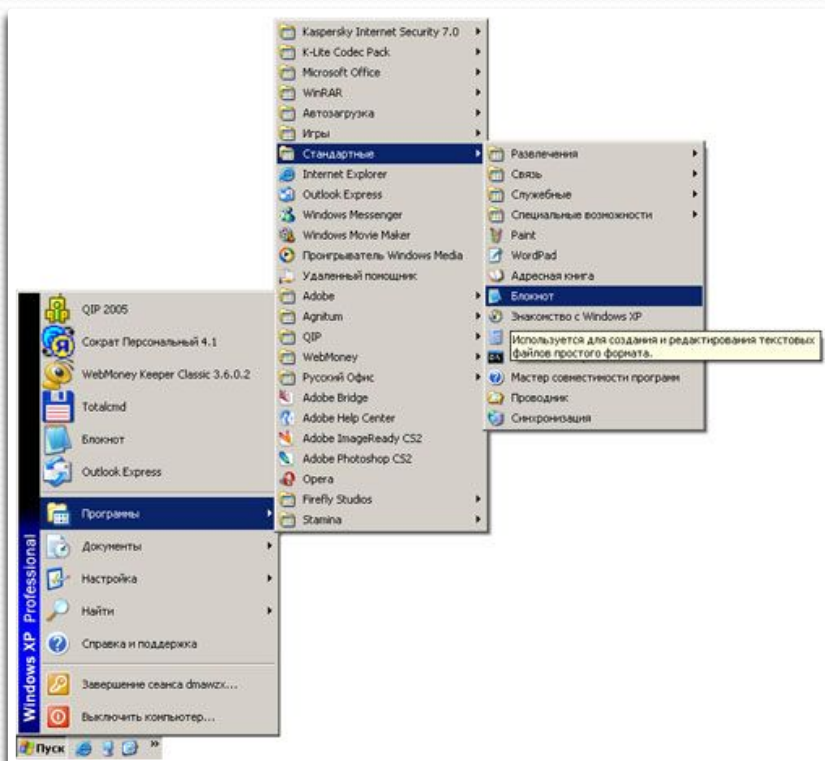 Kaspersky Internet Security 7.0
K-Lite Codec Pack
Microsoft Office
WinRAR
Автозагрузка
Игры
Стандартные
Internet Explorer
Outlook Express
Windows Messenger
Windows Movie Maker
Проигрыватель Windows Media
Удаленный помощник
Adobe
Agnitum
QIP
WebMoney
Русский Офис
Adobe Bridge
Adobe Help Center
Adobe ImageReady CS2
Adobe Photoshop CS2
Opera
Firefly Studios
Stamina
Развлечения
Связь
Служебные
Специальные возможности
Paint
WordPad
Адресная книга
Блокнот
Знакомство с Windows XP
Используется для создания и редактирования текстовых
файлов простого формата.
Мастер совместимости программ
Проводник
Синхронизация
QIP 2005
Сократ Персональный 4.1
WebMoney Keeper Classic 3.6.0.2
Totalcmd
Блокнот
Outlook Express
Программы
Документы
Настройка
Найти
Справка и поддержка
Завершение сеанса dmawzx...
Выключить компьютер...
Windows XP Professional
Пуск